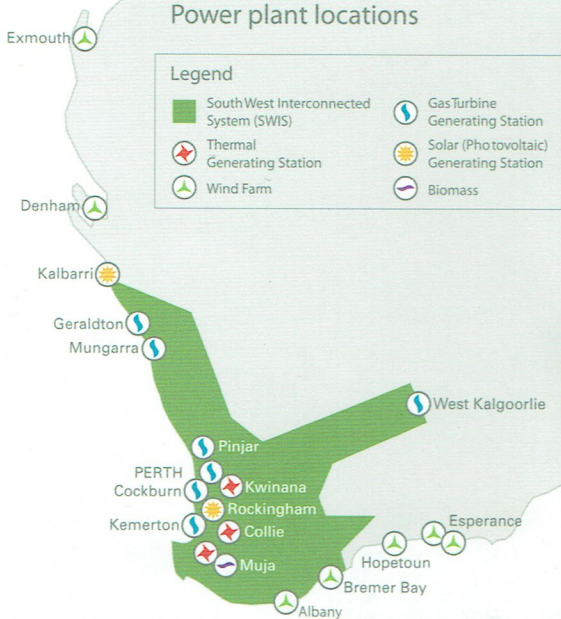 Power plant locations
Exmouth
Legend
South West Interconnected
System (SWIS)
Thermal
Generating Station
Wind Farm
Gas Turbine
Generating Station
Solar (Photovoltaic)
Generating Station
Biomass
Denham
Kalbarri
Geraldton
Mungarra
West Kalgoorlie
Pinjar
PERTH
Cockburn
Kwinana
Rockingham
Kemerton
Collie
Muja
Esperance
Hopetoun
Bremer Bay
Albany